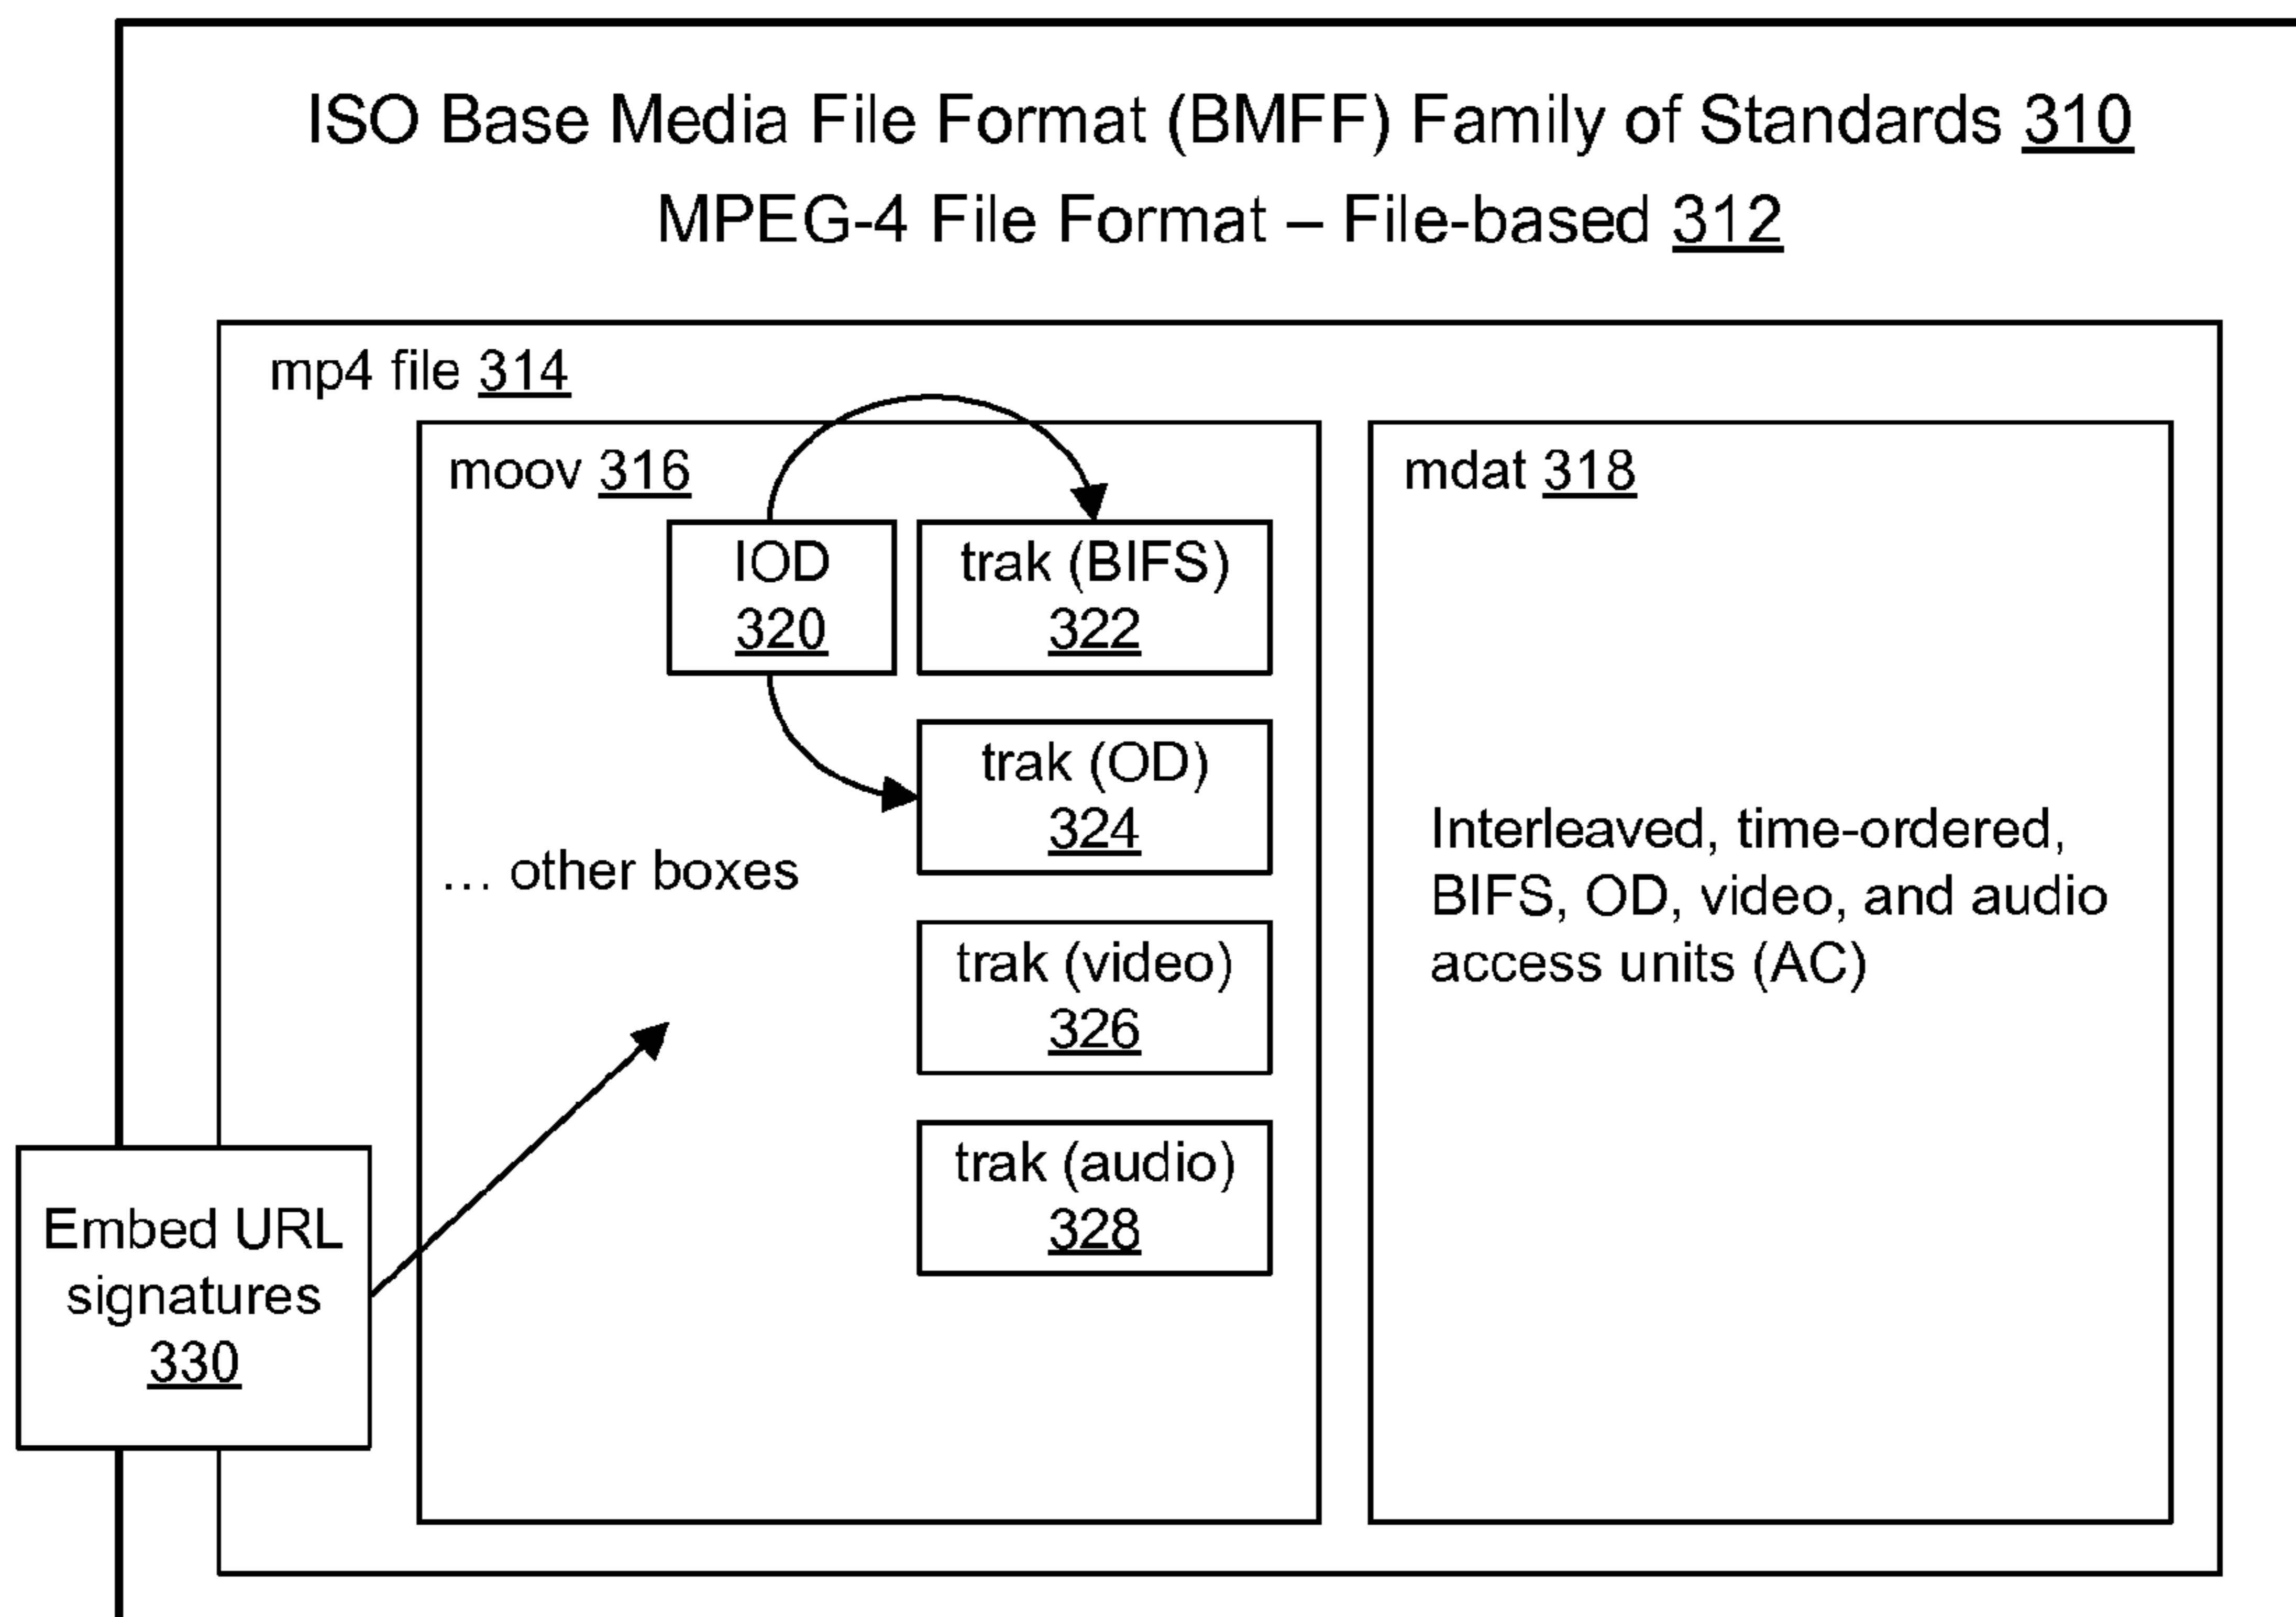 ISO Base Media File Format (BMFF) Family of Standards 310
MPEG-4 File Format – File-based 312
mp4 file 314
moov 316
IOD
320
trak (BIFS)
322
trak (OD)
324
... other boxes
trak (video)
326
trak (audio)
328
Embed URL
signatures
330
mdat 318
Interleaved, time-ordered,
BIFS, OD, video, and audio
access units (AC)